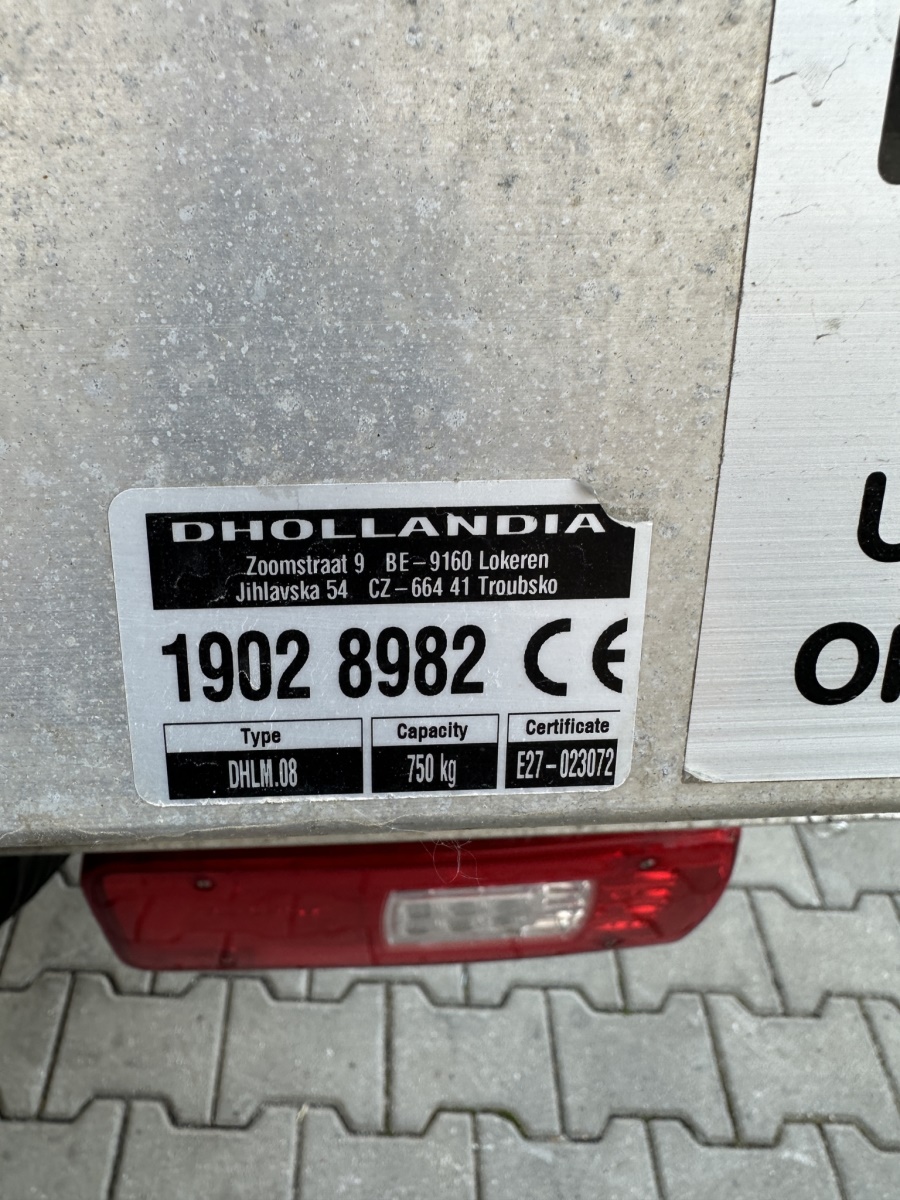 DHOLLANDIA
Zoomstraat 9 BE-9160 Lokeren
Jihlavska 54 CZ-664 41 Troubsko
1902 8982 CE
Type Capacity Certificate
DHLM.08 750 kg E27-023072